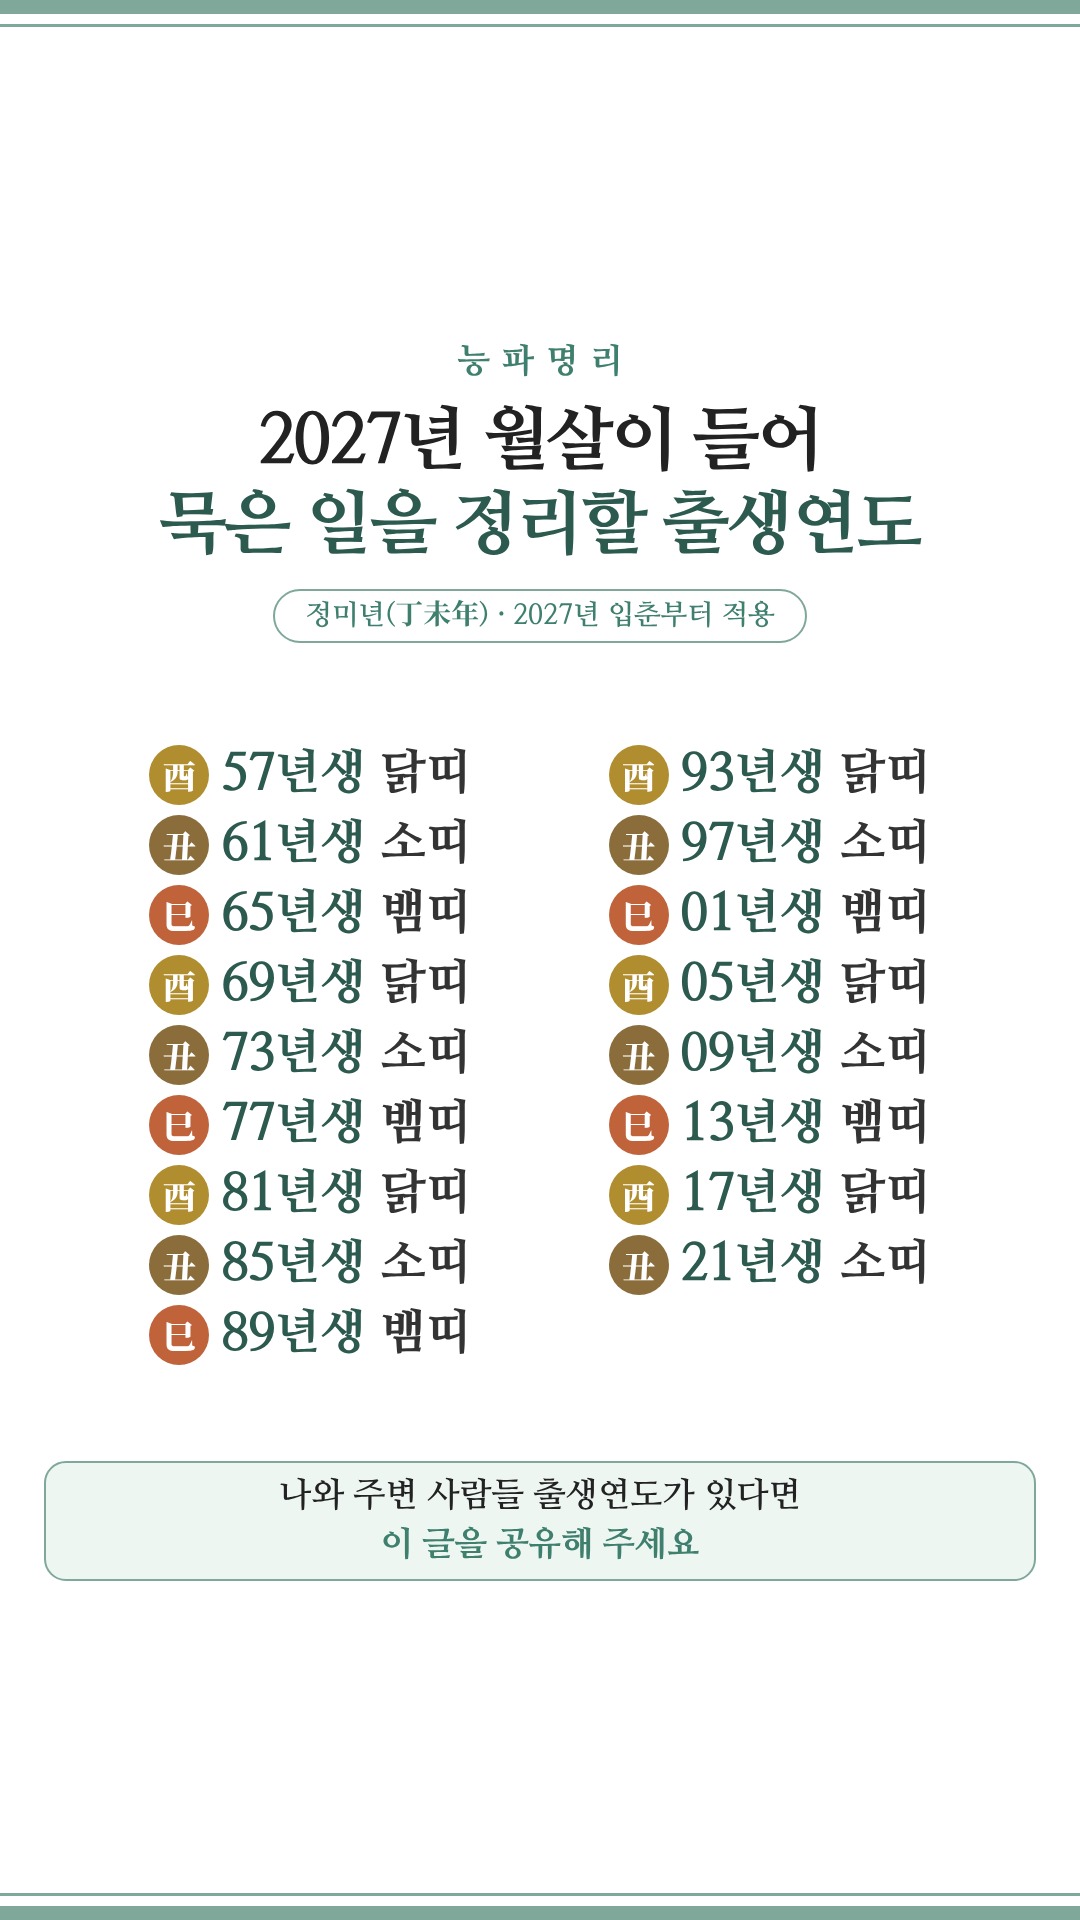 능파명리
2027년 월살이 들어
묵은 일을 정리할 출생연도
정미년(丁未年) · 2027년 입춘부터 적용
酉 57년생 닭띠
丑 61년생 소띠
巳 65년생 뱀띠
酉 69년생 닭띠
丑 73년생 소띠
巳 77년생 뱀띠
酉 81년생 닭띠
丑 85년생 소띠
巳 89년생 뱀띠
酉 93년생 닭띠
丑 97년생 소띠
巳 01년생 뱀띠
酉 05년생 닭띠
丑 09년생 소띠
巳 13년생 뱀띠
酉 17년생 닭띠
丑 21년생 소띠
나와 주변 사람들 출생연도가 있다면
이 글을 공유해 주세요